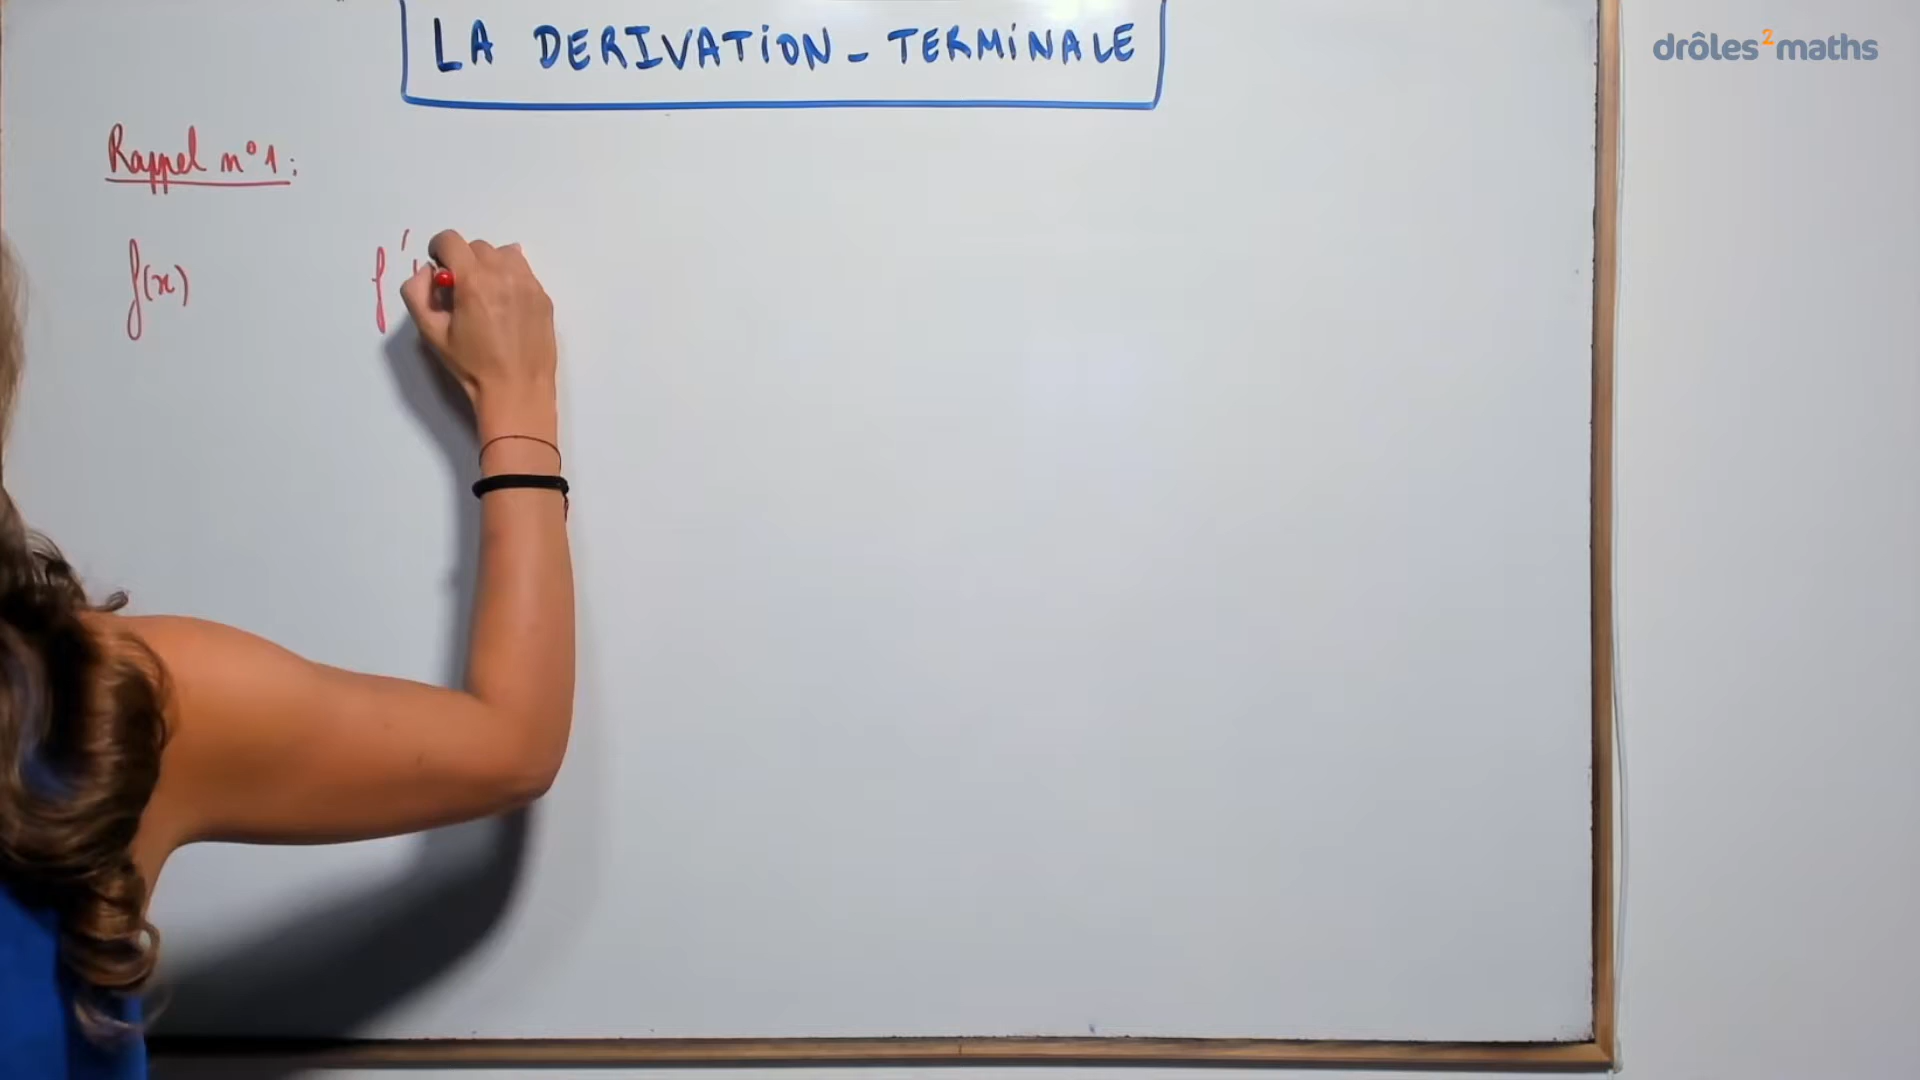 LA DERIVATION - TERMINALE
drôles²maths
Rappel n°1:
f(x) f'(